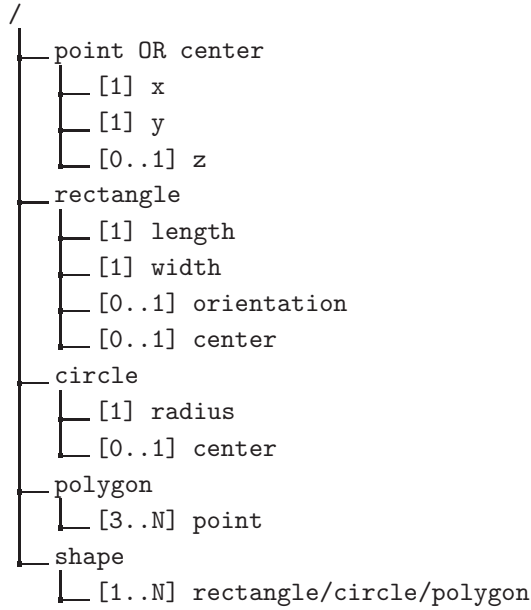 /
point OR center
[1] x
[1] y
[0..1] z
rectangle
[1] length
[1] width
[0..1] orientation
[0..1] center
circle
[1] radius
[0..1] center
polygon
[3..N] point
shape
[1..N] rectangle/circle/polygon